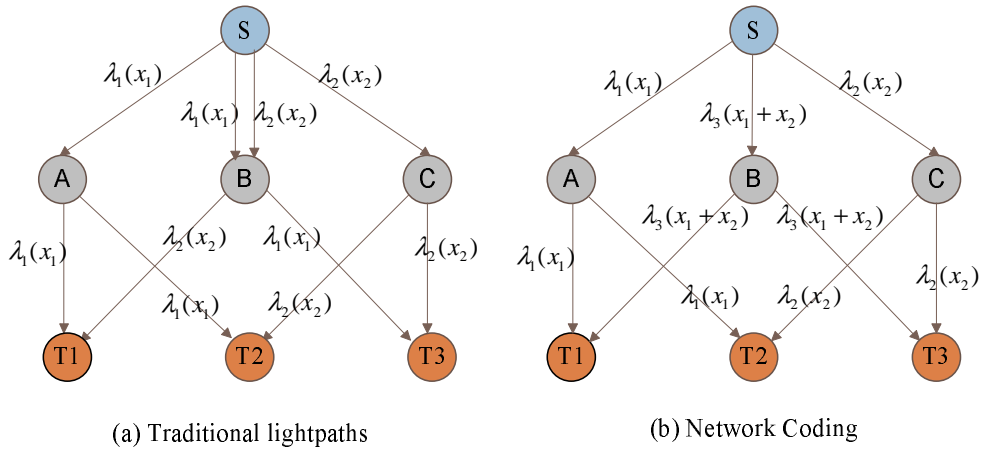 S
λ₁(x₁)
λ₁(x₁)
λ₂(x₂)
λ₂(x₂)
A
B
C
λ₁(x₁)
λ₂(x₂)
λ₁(x₁)
λ₂(x₂)
λ₁(x₁)
λ₂(x₂)
T1
T2
T3
(a) Traditional lightpaths
S
λ₁(x₁)
λ₃(x₁ + x₂)
λ₂(x₂)
A
B
C
λ₃(x₁ + x₂)
λ₃(x₁ + x₂)
λ₁(x₁)
λ₂(x₂)
λ₁(x₁)
λ₂(x₂)
T1
T2
T3
(b) Network Coding